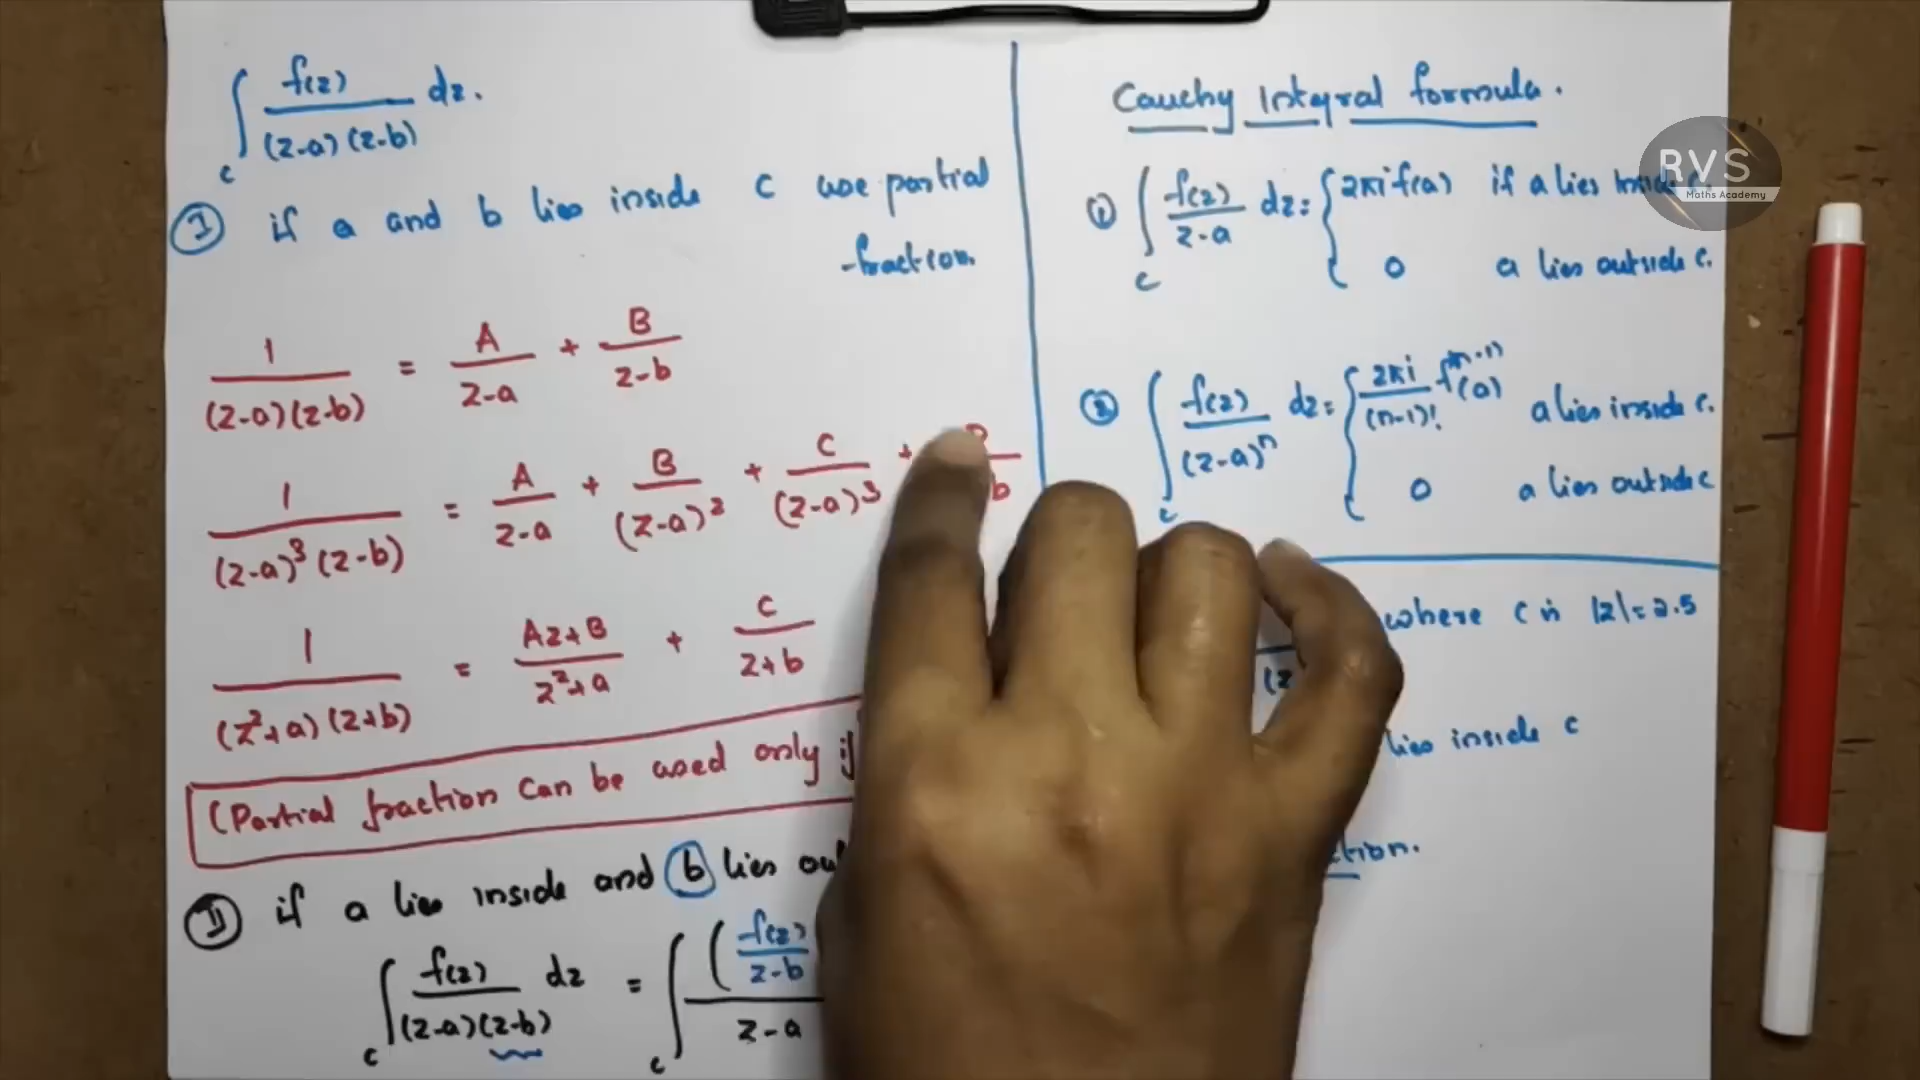 ∫c f(z)/(z-a)(z-b) dz.
I if a and b lies inside c use partial
fraction.
1/(z-a)(z-b) = A/z-a + B/z-b
1/(z-a)³(z-b) = A/z-a + B/(z-a)² + C/(z-a)³ +
1/(z²+a)(z+b) = Az+B/z²+a + C/z+b
(Partial fraction can be used only if
II if a lies inside and b lies
∫c f(z)/(z-a)(z-b) dz = ∫c (f(z)/z-b / z-a
Cauchy Integral formula.
RVS
Maths Academy
① ∫c f(z)/z-a dz = { 2πi f(a) if a lies inside c.
0 a lies outside c.
② ∫c f(z)/(z-a)ⁿ dz = { 2πi/(n-1)! f⁽ⁿ⁻¹⁾(a) a lies inside c.
0 a lies outside c
where c is |z|=2.5
lies inside c